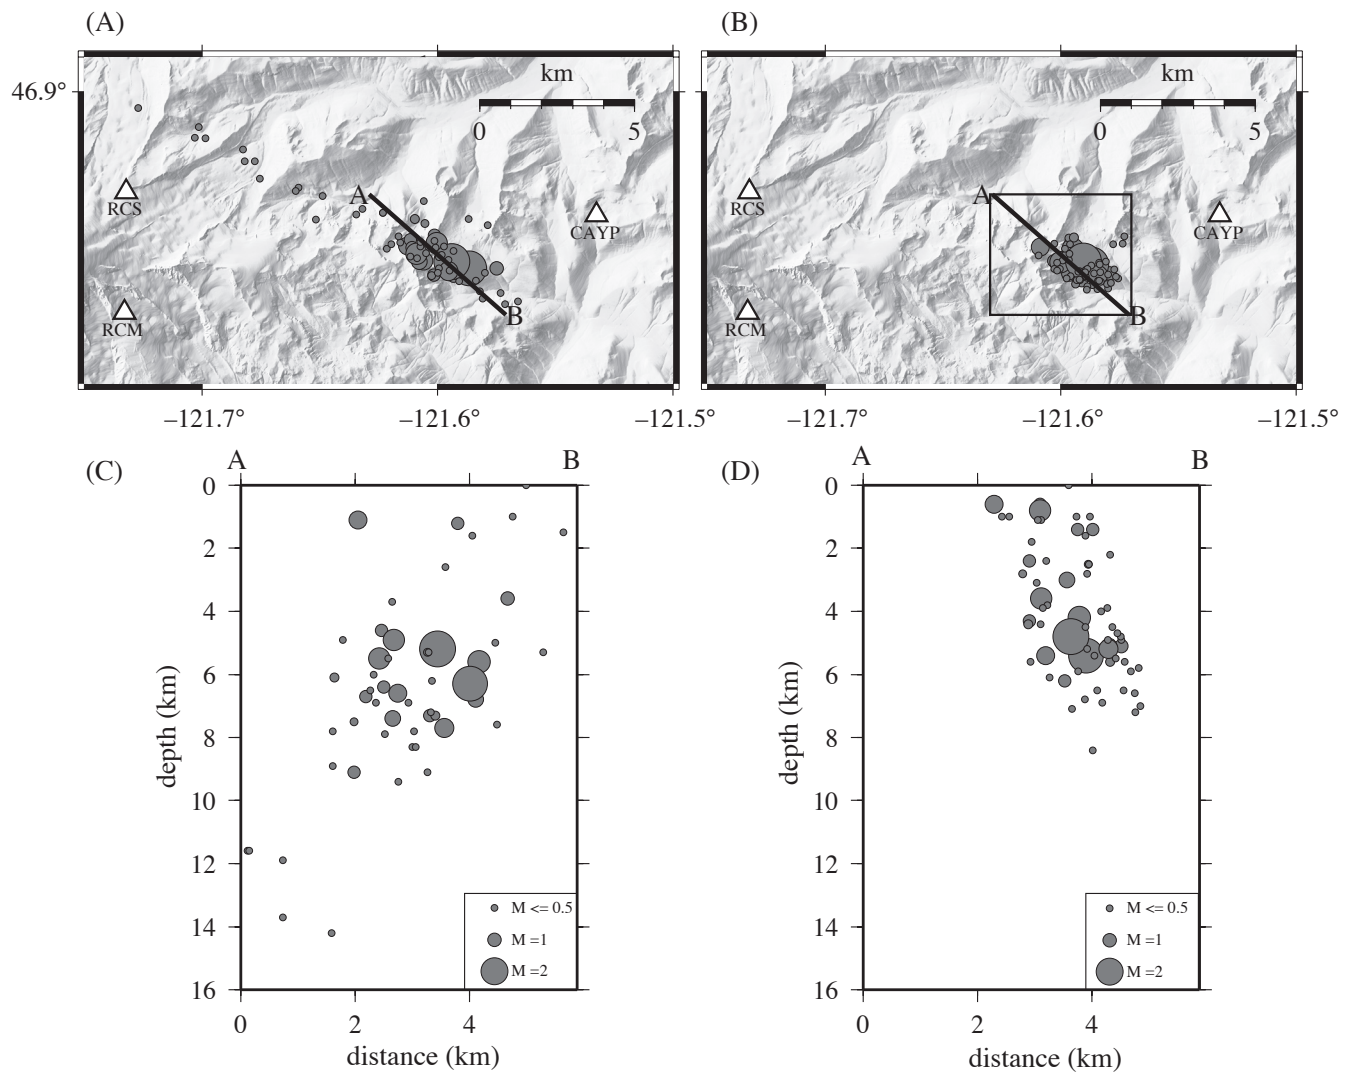 (A)
(B)
46.9°
km
0
5
A
B
RCS
RCM
CAYP
km
0
5
A
B
RCS
RCM
CAYP
−121.7°
−121.6°
−121.5°
−121.7°
−121.6°
−121.5°
(C)
A
B
0
2
4
6
8
10
12
14
16
depth (km)
M <= 0.5
M =1
M =2
0
2
4
distance (km)
(D)
A
B
0
2
4
6
8
10
12
14
16
depth (km)
M <= 0.5
M =1
M =2
0
2
4
distance (km)